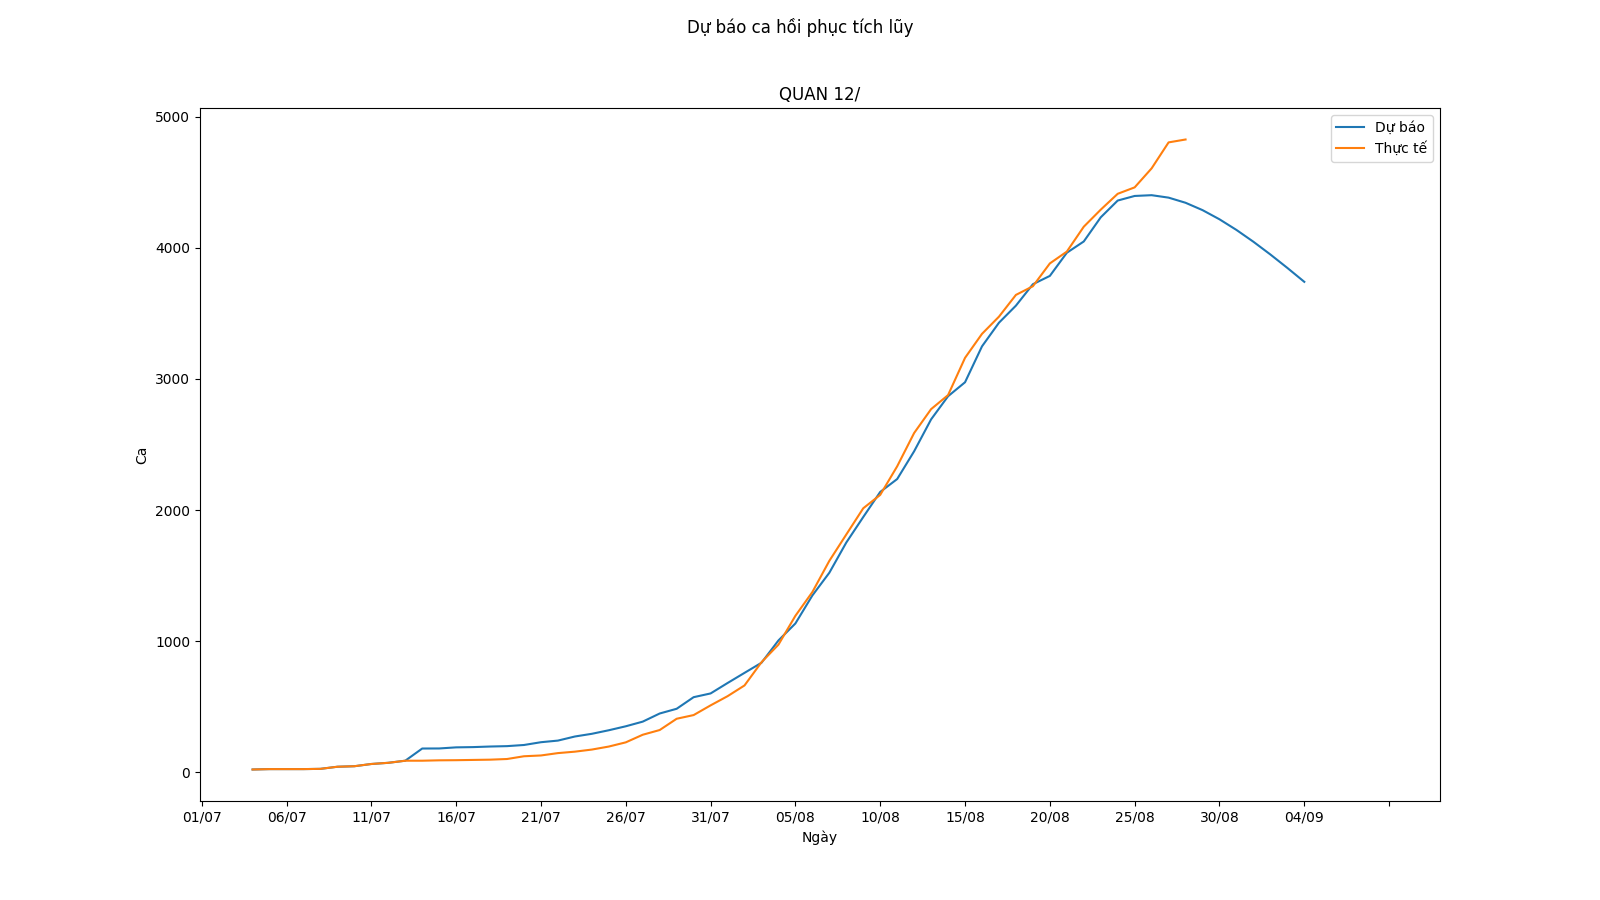 Dự báo ca hồi phục tích lũy
QUAN 12/
Dự báo
Thực tế
5000
4000
3000
2000
1000
0
Ca
01/07 06/07 11/07 16/07 21/07 26/07 31/07 05/08 10/08 15/08 20/08 25/08 30/08 04/09
Ngày